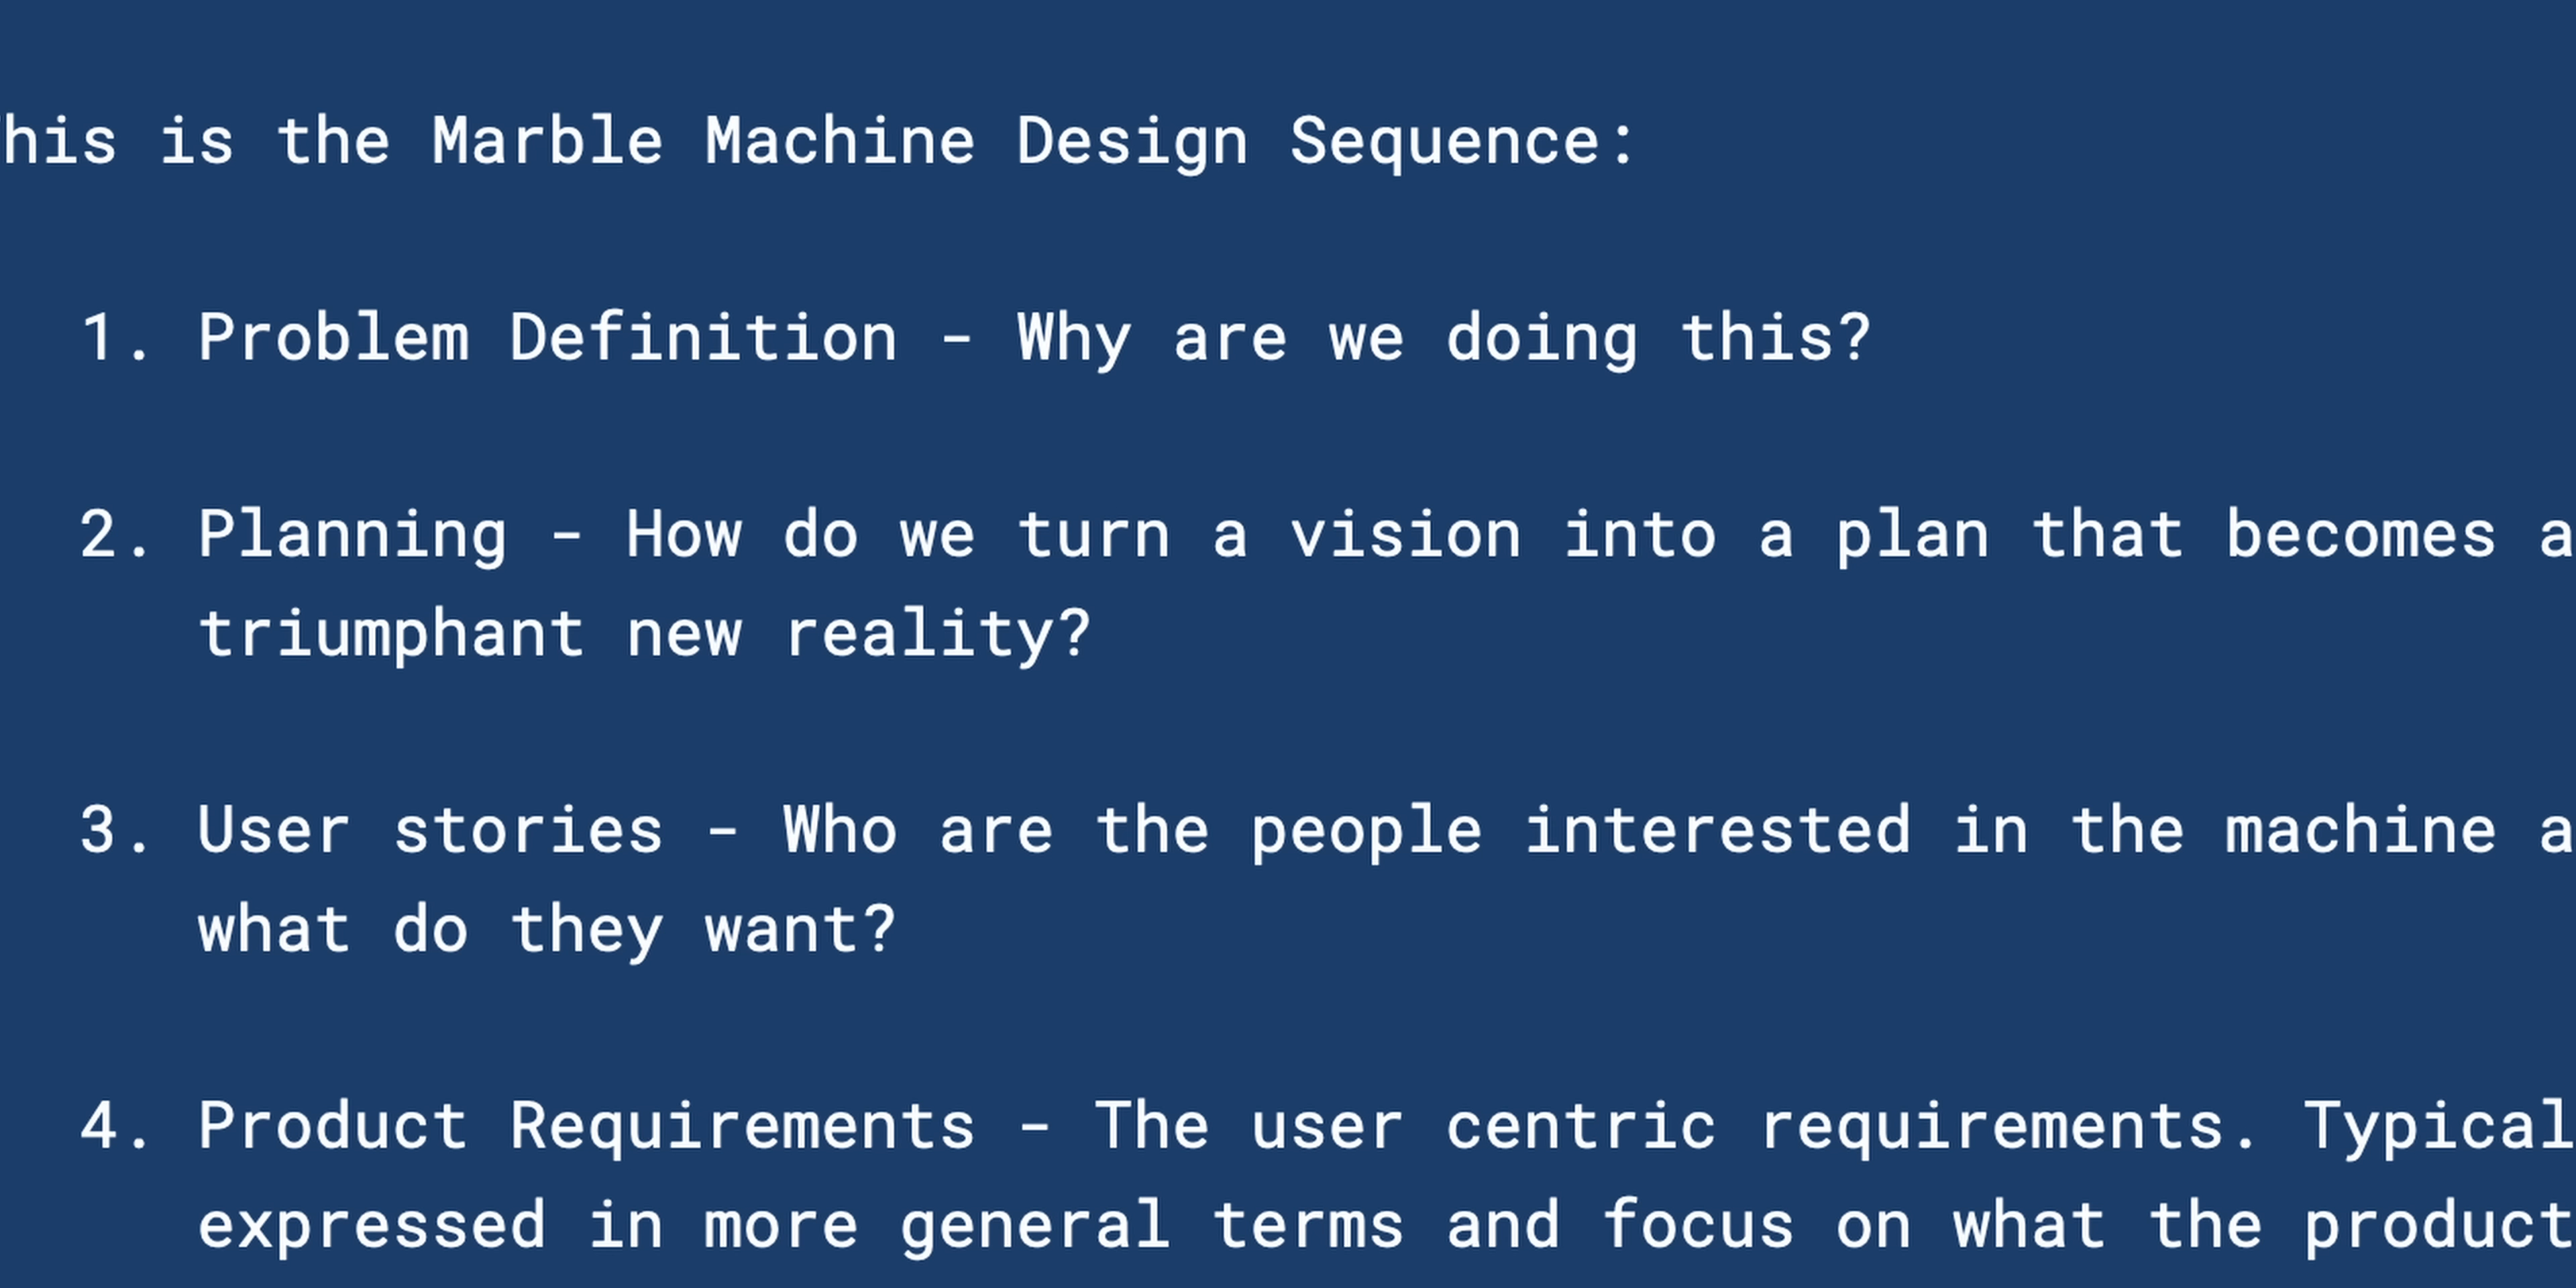 his is the Marble Machine Design Sequence:
1. Problem Definition - Why are we doing this?
2. Planning - How do we turn a vision into a plan that becomes a
triumphant new reality?
3. User stories - Who are the people interested in the machine a
what do they want?
4. Product Requirements - The user centric requirements. Typical
expressed in more general terms and focus on what the product